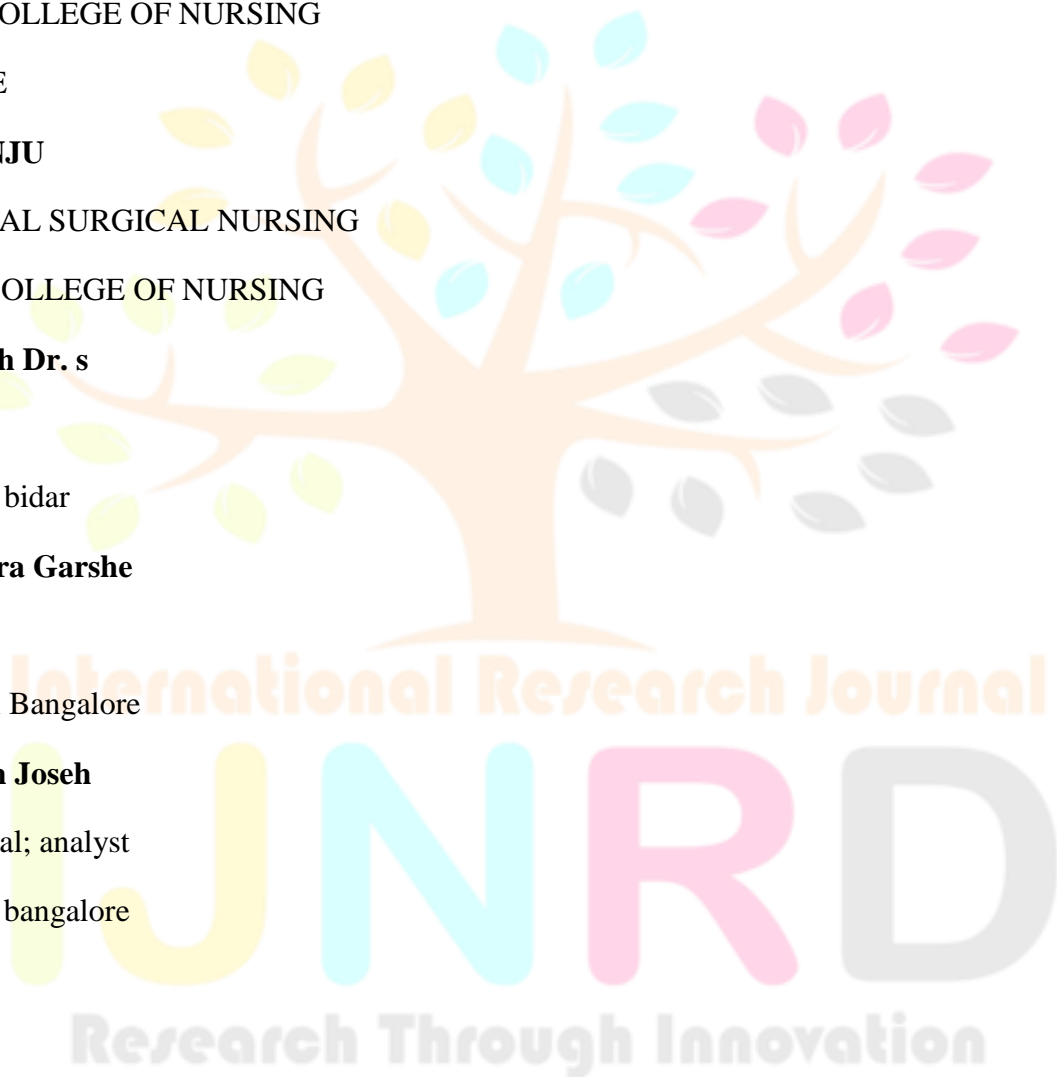 OLLEGE OF NURSING
E
NJU
AL SURGICAL NURSING
OLLEGE OF NURSING
h Dr. s
bidar
ra Garshe
International Research Journal
Bangalore
n Joseh
al; analyst
bangalore
IJNRD
Research Through Innovation